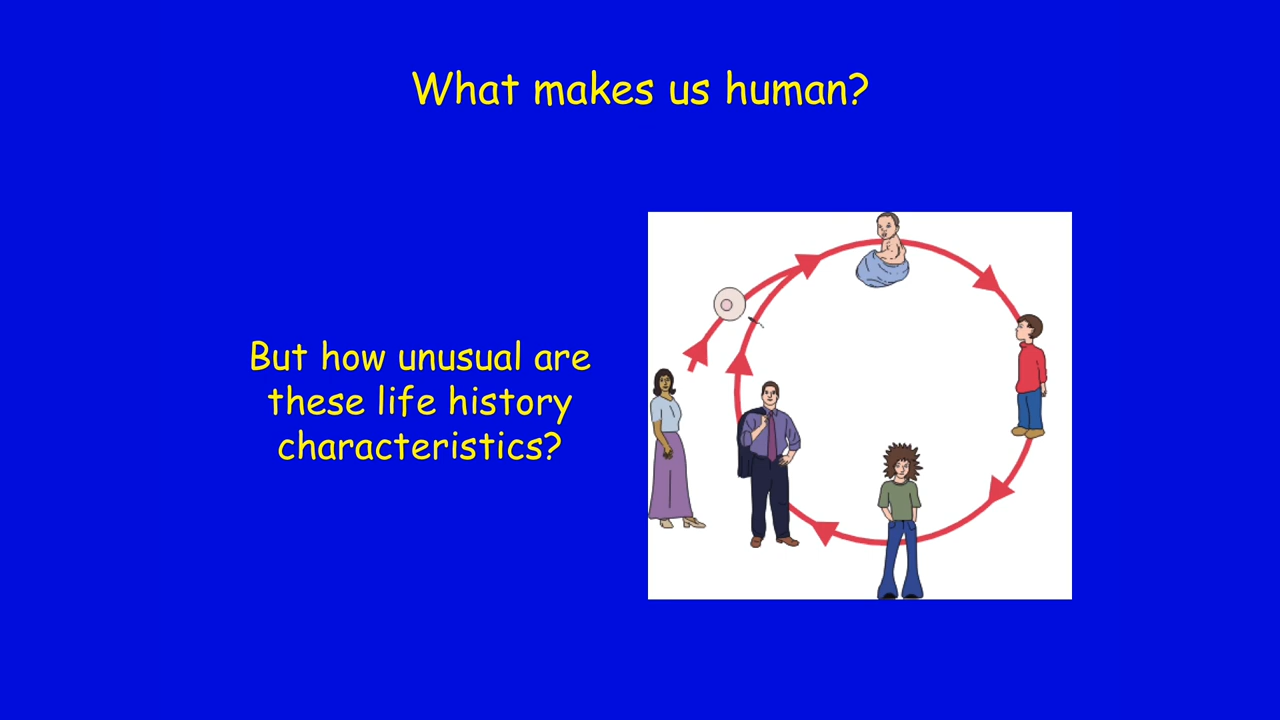 What makes us human?
But how unusual are
these life history
characteristics?